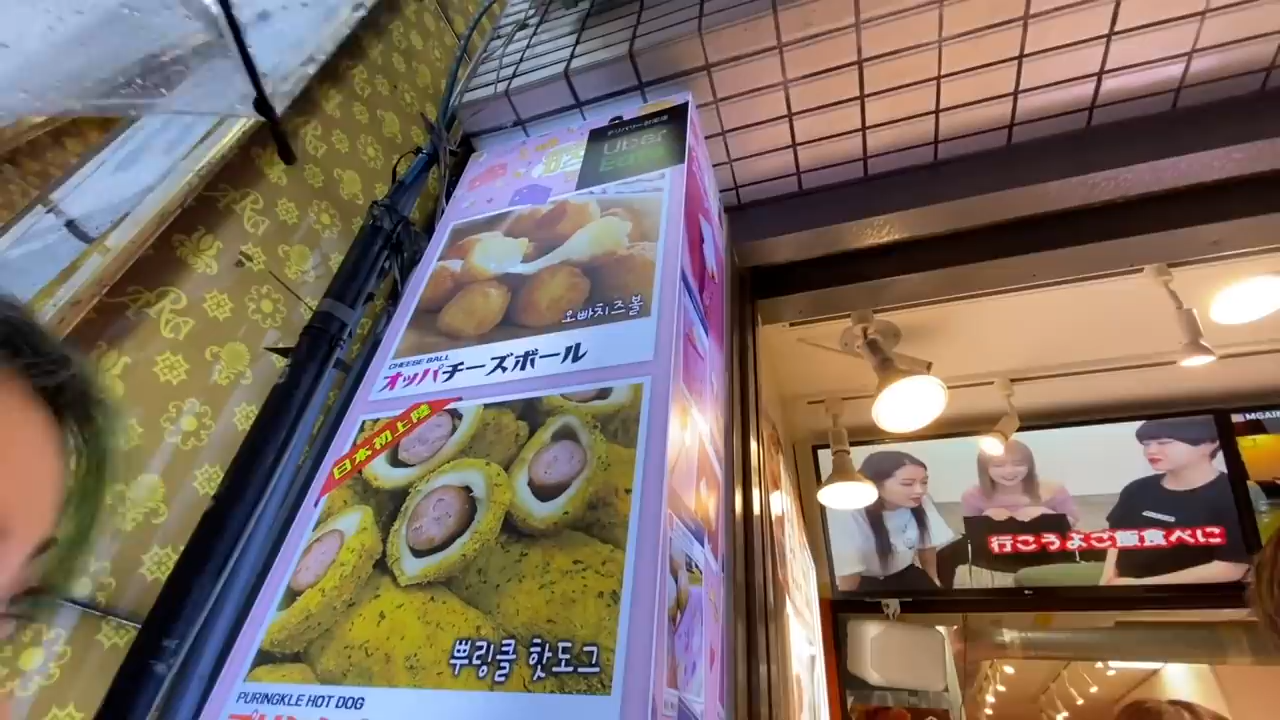 Uber
Eats
오빠치즈볼
CHEESE BALL
オッパチーズボール
日本初上陸
뿌링클 핫도그
PURINGKLE HOT DOG
行こうよご飯食べに